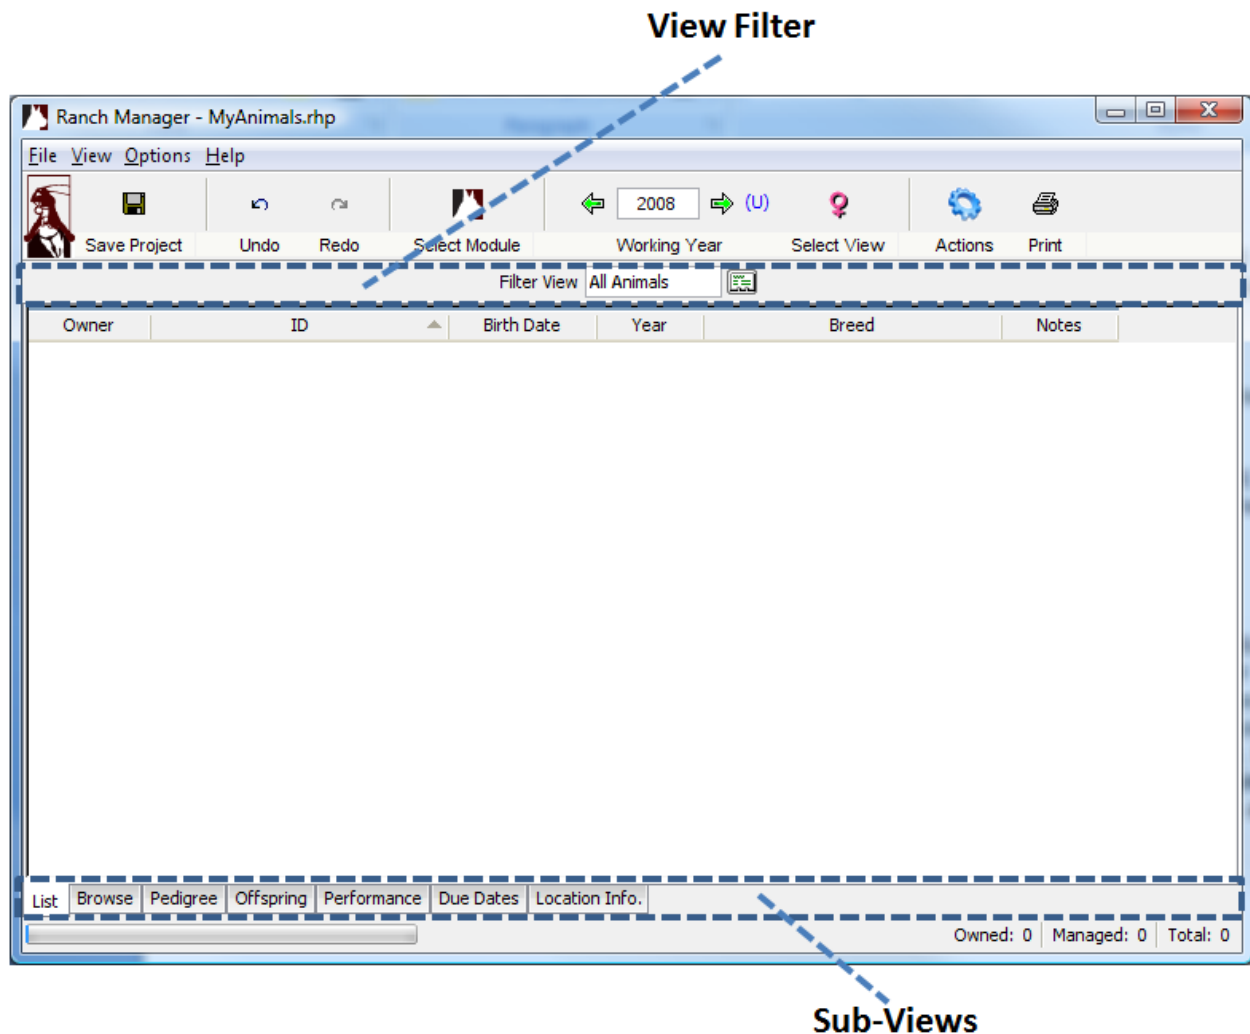 View Filter
Ranch Manager - MyAnimals.rhp
File View Options Help
2008 (U)
Save Project Undo Redo Select Module Working Year Select View Actions Print
Filter View All Animals
Owner ID Birth Date Year Breed Notes
List Browse Pedigree Offspring Performance Due Dates Location Info.
Owned: 0 Managed: 0 Total: 0
Sub-Views